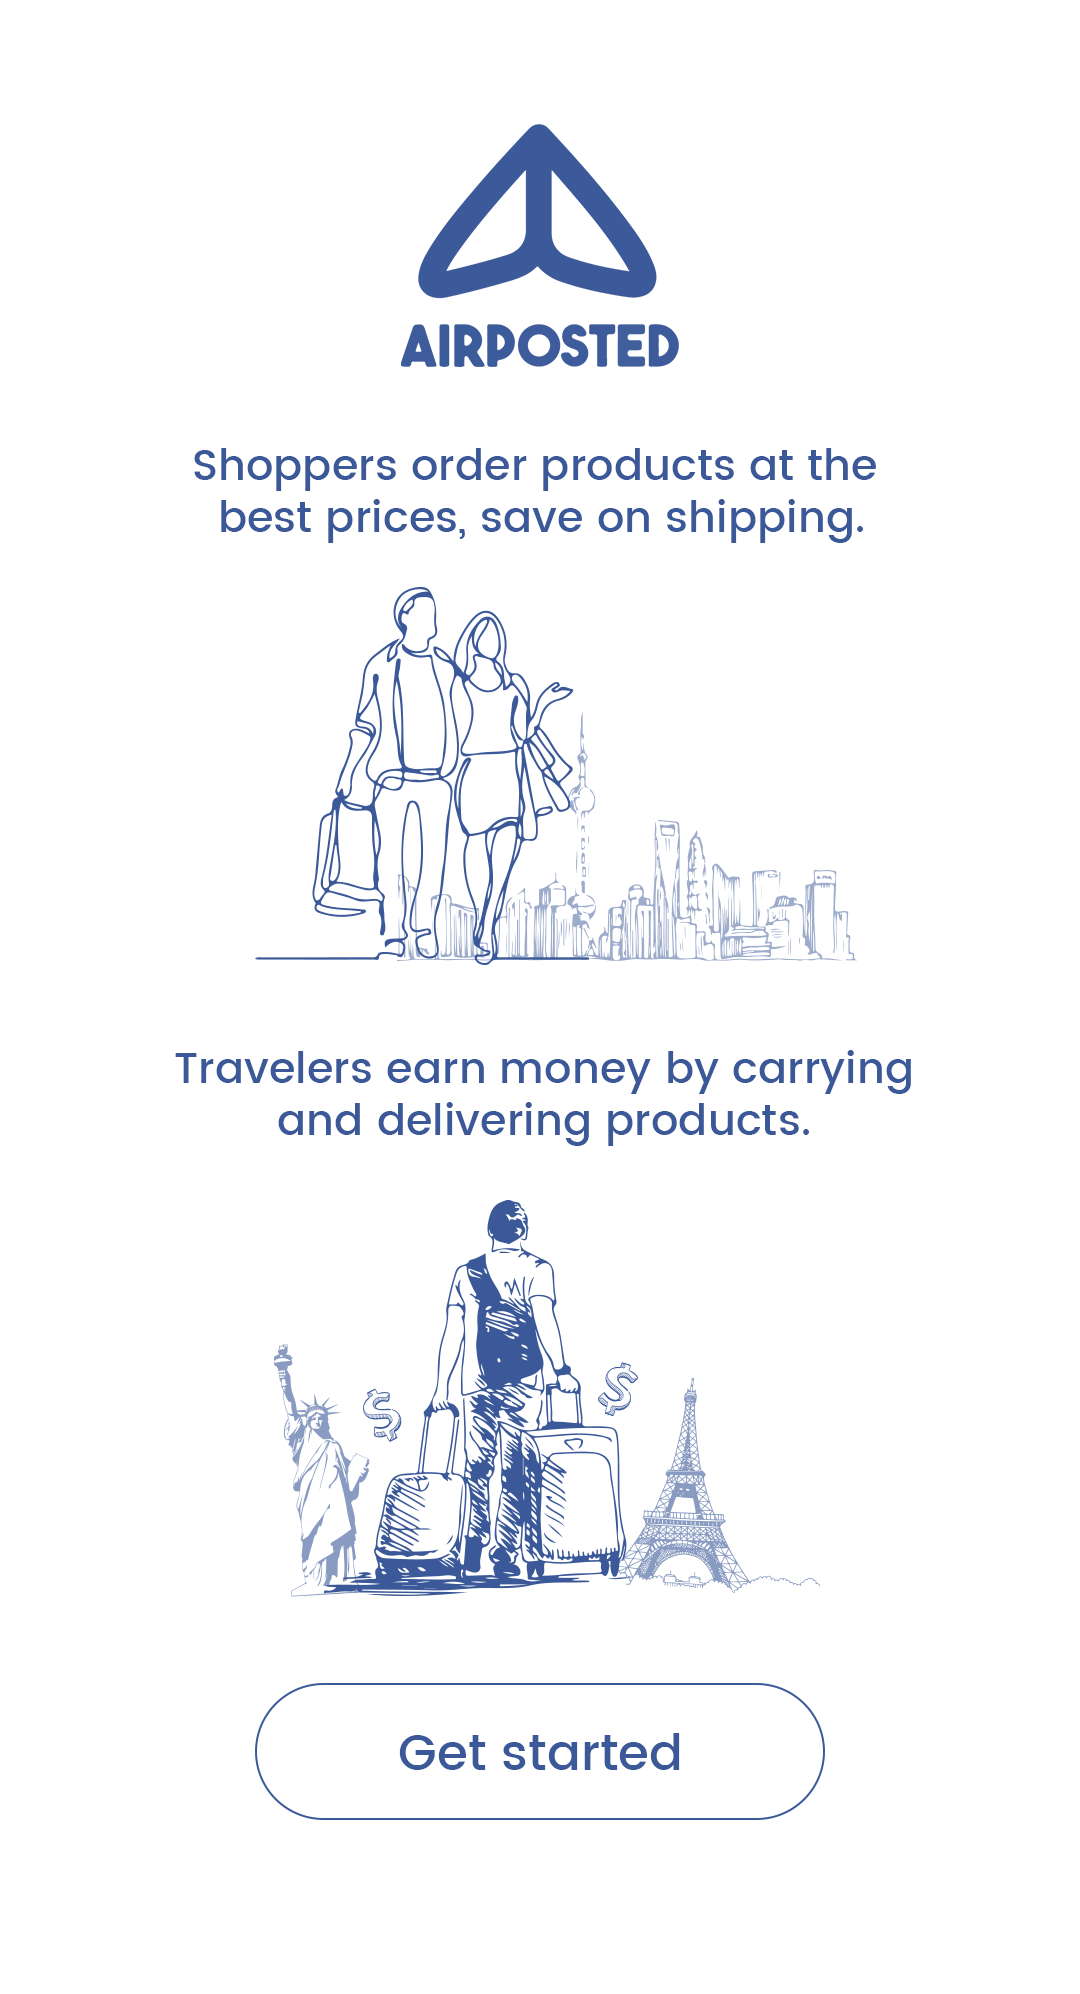 AIRPOSTED
Shoppers order products at the
best prices, save on shipping.
Travelers earn money by carrying
and delivering products.
$
$
Get started